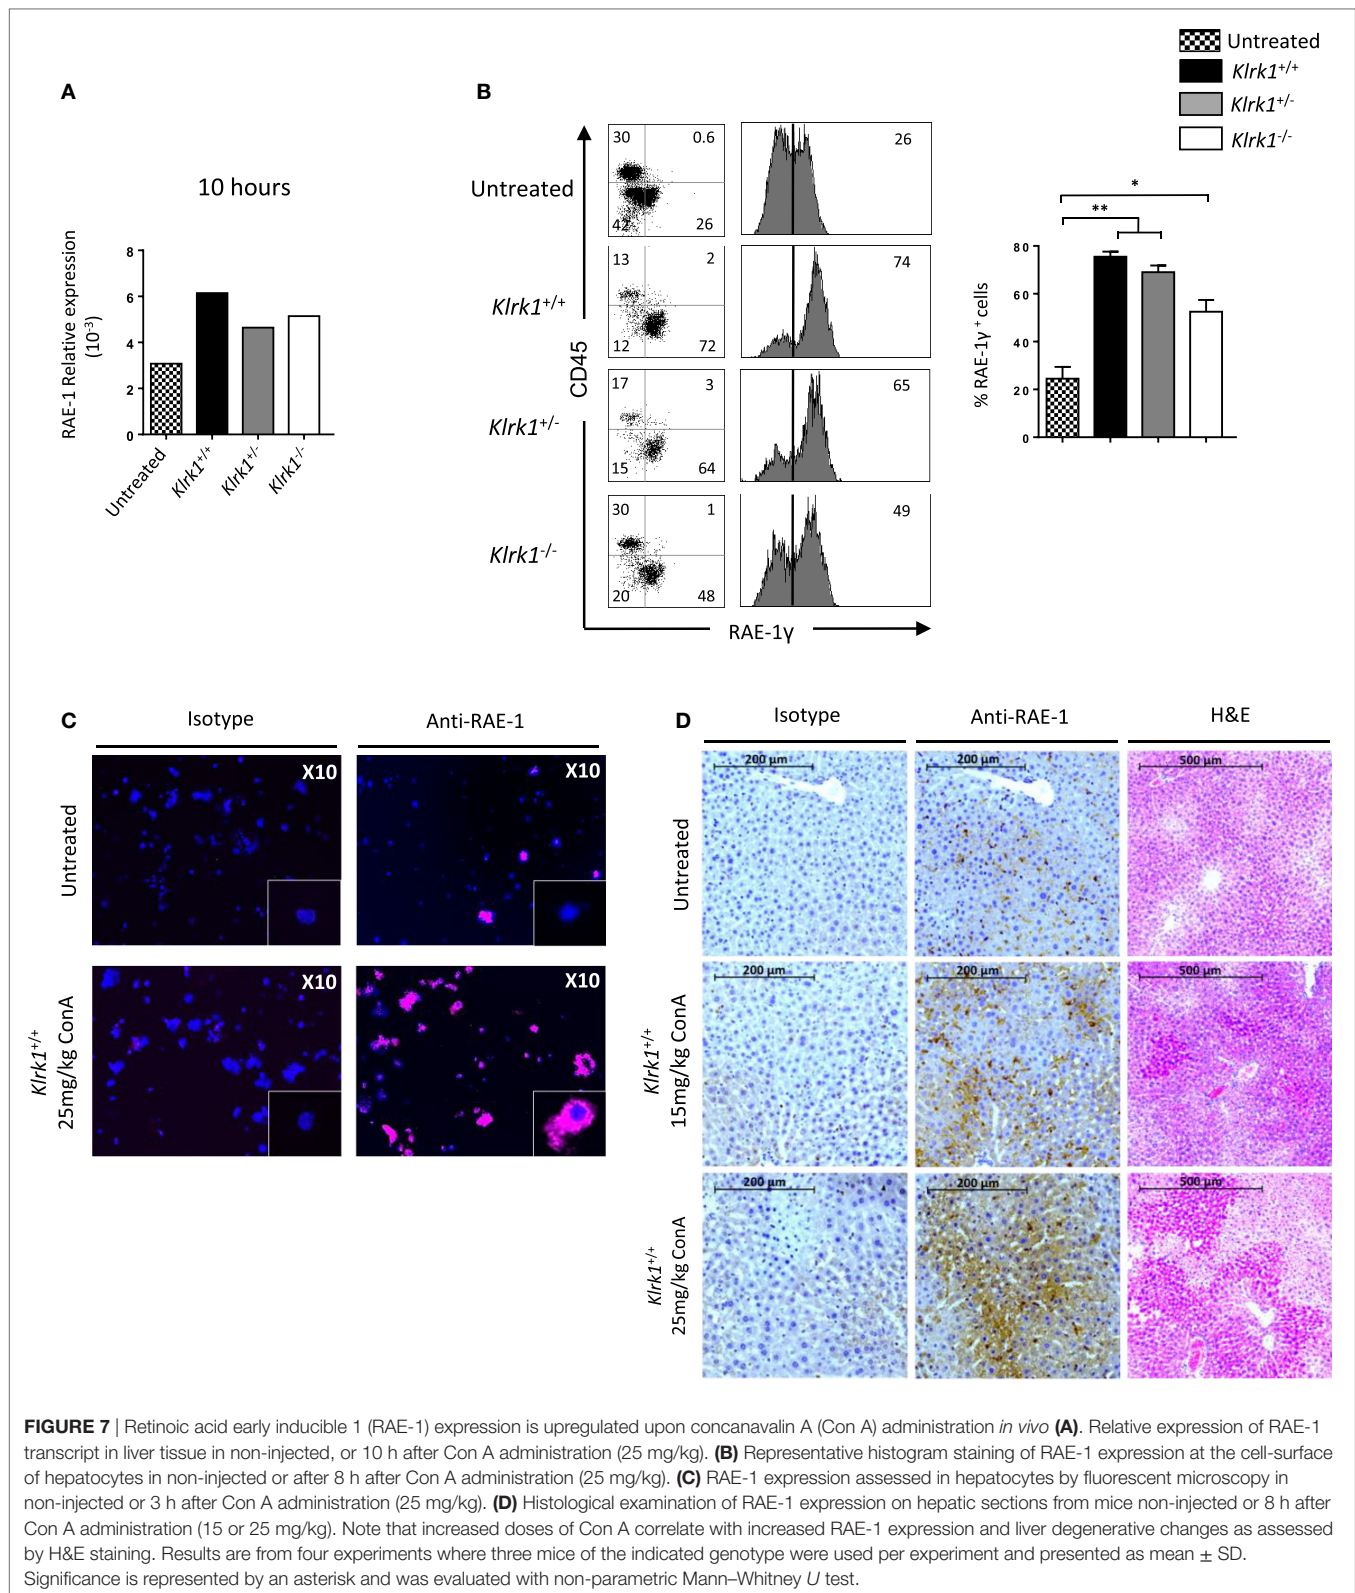 Untreated
Klrk1+/+
Klrk1+/-
Klrk1-/-
A
10 hours
RAE-1 Relative expression
(10-3)
8
6
4
2
0
Untreated
Klrk1+/+
Klrk1+/-
Klrk1-/-
B
Untreated
30 0.6
42 26
26
Klrk1+/+
13 2
12 72
74
Klrk1+/-
17 3
15 64
65
Klrk1-/-
30 1
20 48
49
CD45
RAE-1γ
% RAE-1γ + cells
80
60
40
20
0
*
**
C
Isotype
Anti-RAE-1
Untreated
X10
X10
Klrk1+/+
25mg/kg ConA
X10
X10
D
Isotype
Anti-RAE-1
H&E
Untreated
200 µm
200 µm
500 µm
Klrk1+/+
15mg/kg ConA
200 µm
200 µm
500 µm
Klrk1+/+
25mg/kg ConA
200 µm
200 µm
500 µm
FIGURE 7 | Retinoic acid early inducible 1 (RAE-1) expression is upregulated upon concanavalin A (Con A) administration in vivo (A). Relative expression of RAE-1
transcript in liver tissue in non-injected, or 10 h after Con A administration (25 mg/kg). (B) Representative histogram staining of RAE-1 expression at the cell-surface
of hepatocytes in non-injected or after 8 h after Con A administration (25 mg/kg). (C) RAE-1 expression assessed in hepatocytes by fluorescent microscopy in
non-injected or 3 h after Con A administration (25 mg/kg). (D) Histological examination of RAE-1 expression on hepatic sections from mice non-injected or 8 h after
Con A administration (15 or 25 mg/kg). Note that increased doses of Con A correlate with increased RAE-1 expression and liver degenerative changes as assessed
by H&E staining. Results are from four experiments where three mice of the indicated genotype were used per experiment and presented as mean ± SD.
Significance is represented by an asterisk and was evaluated with non-parametric Mann–Whitney U test.